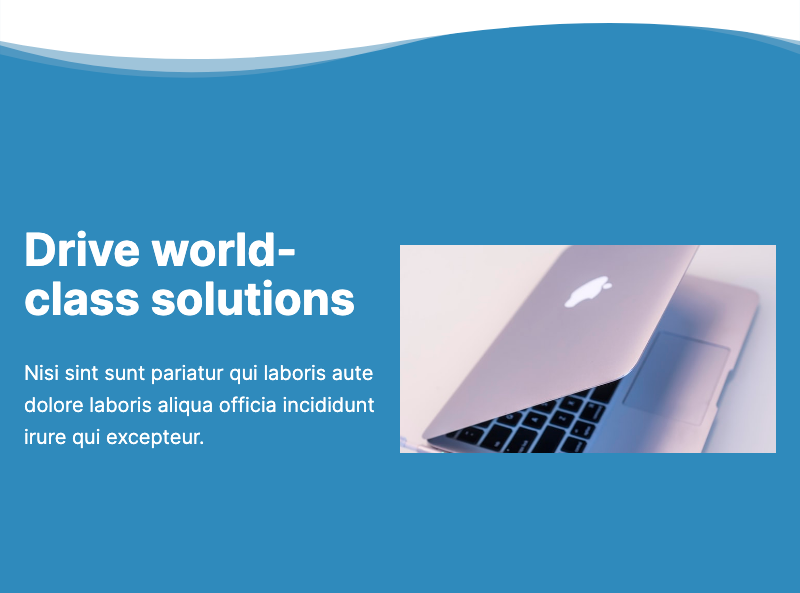 Drive world-
class solutions
Nisi sint sunt pariatur qui laboris aute
dolore laboris aliqua officia incididunt
irure qui excepteur.